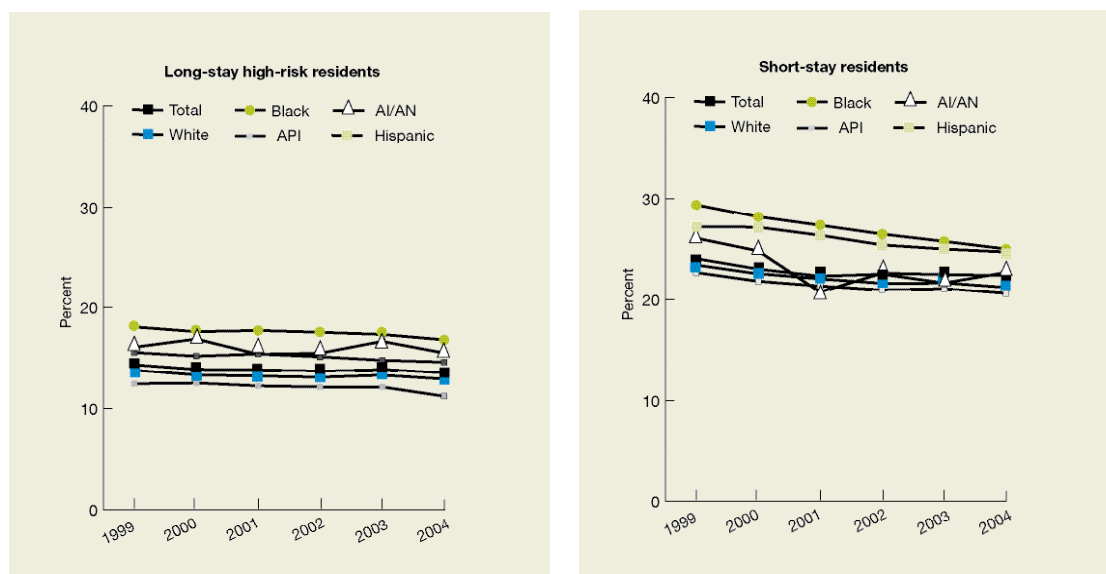 Long-stay high-risk residents
Total Black AI/AN
White API Hispanic
40
30
20
10
0
Percent
1999 2000 2001 2002 2003 2004
Short-stay residents
Total Black AI/AN
White API Hispanic
40
30
20
10
0
Percent
1999 2000 2001 2002 2003 2004